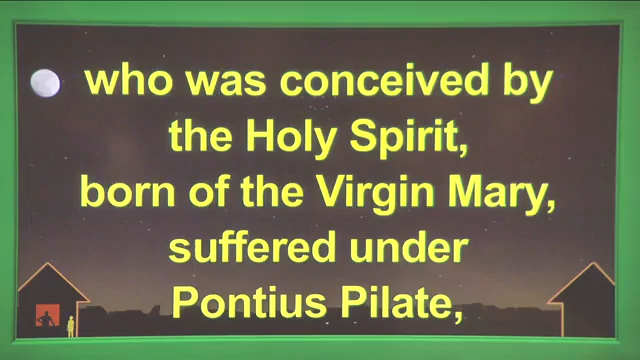 who was conceived by
the Holy Spirit,
born of the Virgin Mary,
suffered under
Pontius Pilate,